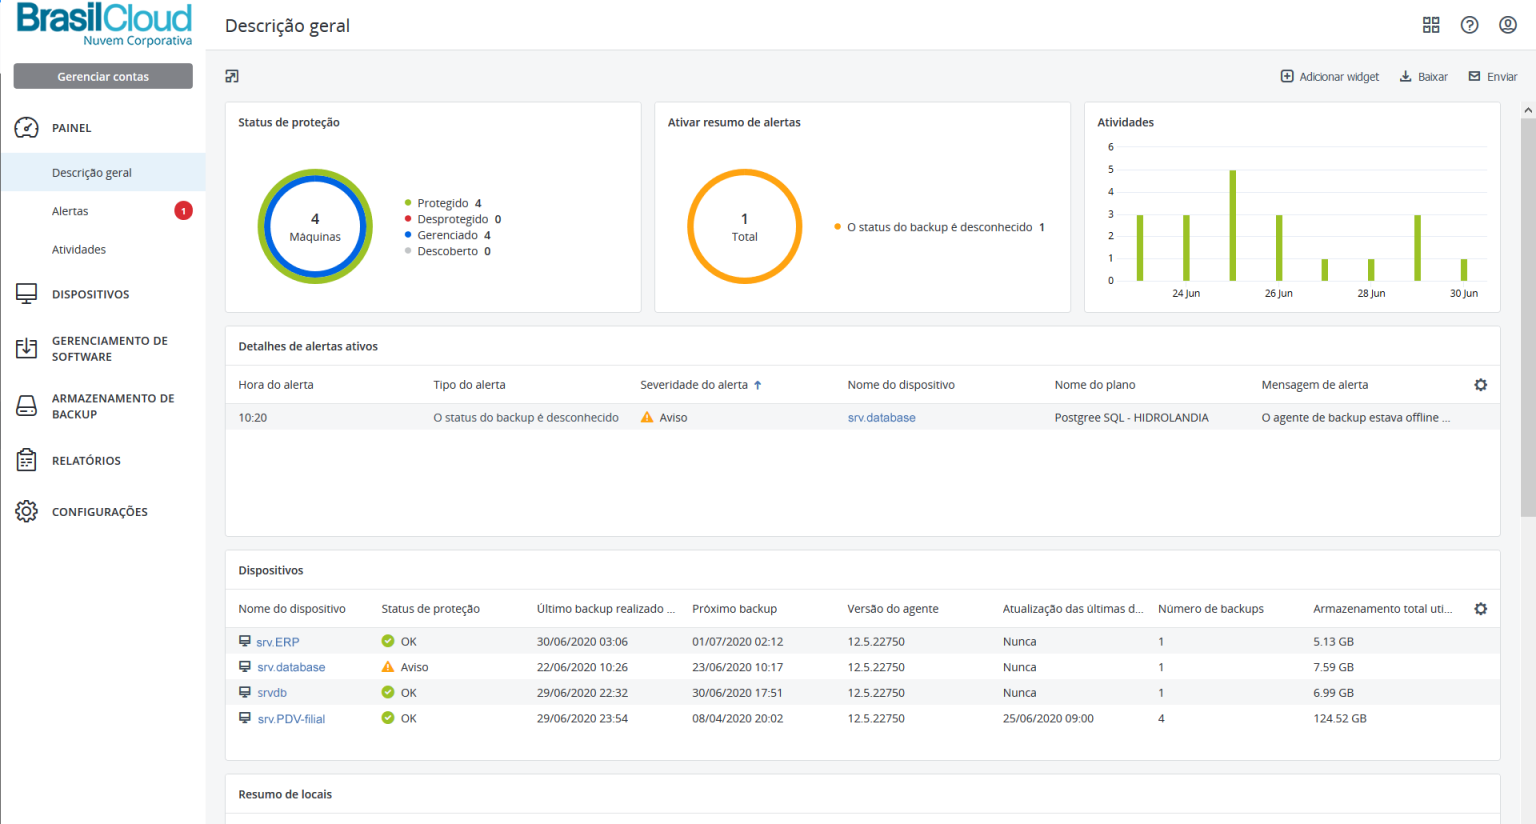 BrasilCloud
Nuvem Corporativa
Descrição geral
Gerenciar contas
Adicionar widget
Baixar
Enviar
PAINEL
Descrição geral
Alertas 1
Atividades
DISPOSITIVOS
GERENCIAMENTO DE
SOFTWARE
ARMAZENAMENTO DE
BACKUP
RELATÓRIOS
CONFIGURAÇÕES
Status de proteção
4
Máquinas
Protegido 4
Desprotegido 0
Gerenciado 4
Descoberto 0
Ativar resumo de alertas
1
Total
O status do backup é desconhecido 1
Atividades
6
5
4
3
2
1
0
24 Jun 26 Jun 28 Jun 30 Jun
Detalhes de alertas ativos
Hora do alerta Tipo do alerta Severidade do alerta Nome do dispositivo Nome do plano Mensagem de alerta
10:20 O status do backup é desconhecido Aviso srv.database Postgree SQL - HIDROLANDIA O agente de backup estava offline ...
Dispositivos
Nome do dispositivo Status de proteção Último backup realizado ... Próximo backup Versão do agente Atualização das últimas d... Número de backups Armazenamento total uti...
srv.ERP OK 30/06/2020 03:06 01/07/2020 02:12 12.5.22750 Nunca 1 5.13 GB
srv.database Aviso 22/06/2020 10:26 23/06/2020 10:17 12.5.22750 Nunca 1 7.59 GB
srvdb OK 29/06/2020 22:32 30/06/2020 17:51 12.5.22750 Nunca 1 6.99 GB
srv.PDV-filial OK 29/06/2020 23:54 08/04/2020 20:02 12.5.22750 25/06/2020 09:00 4 124.52 GB
Resumo de locais